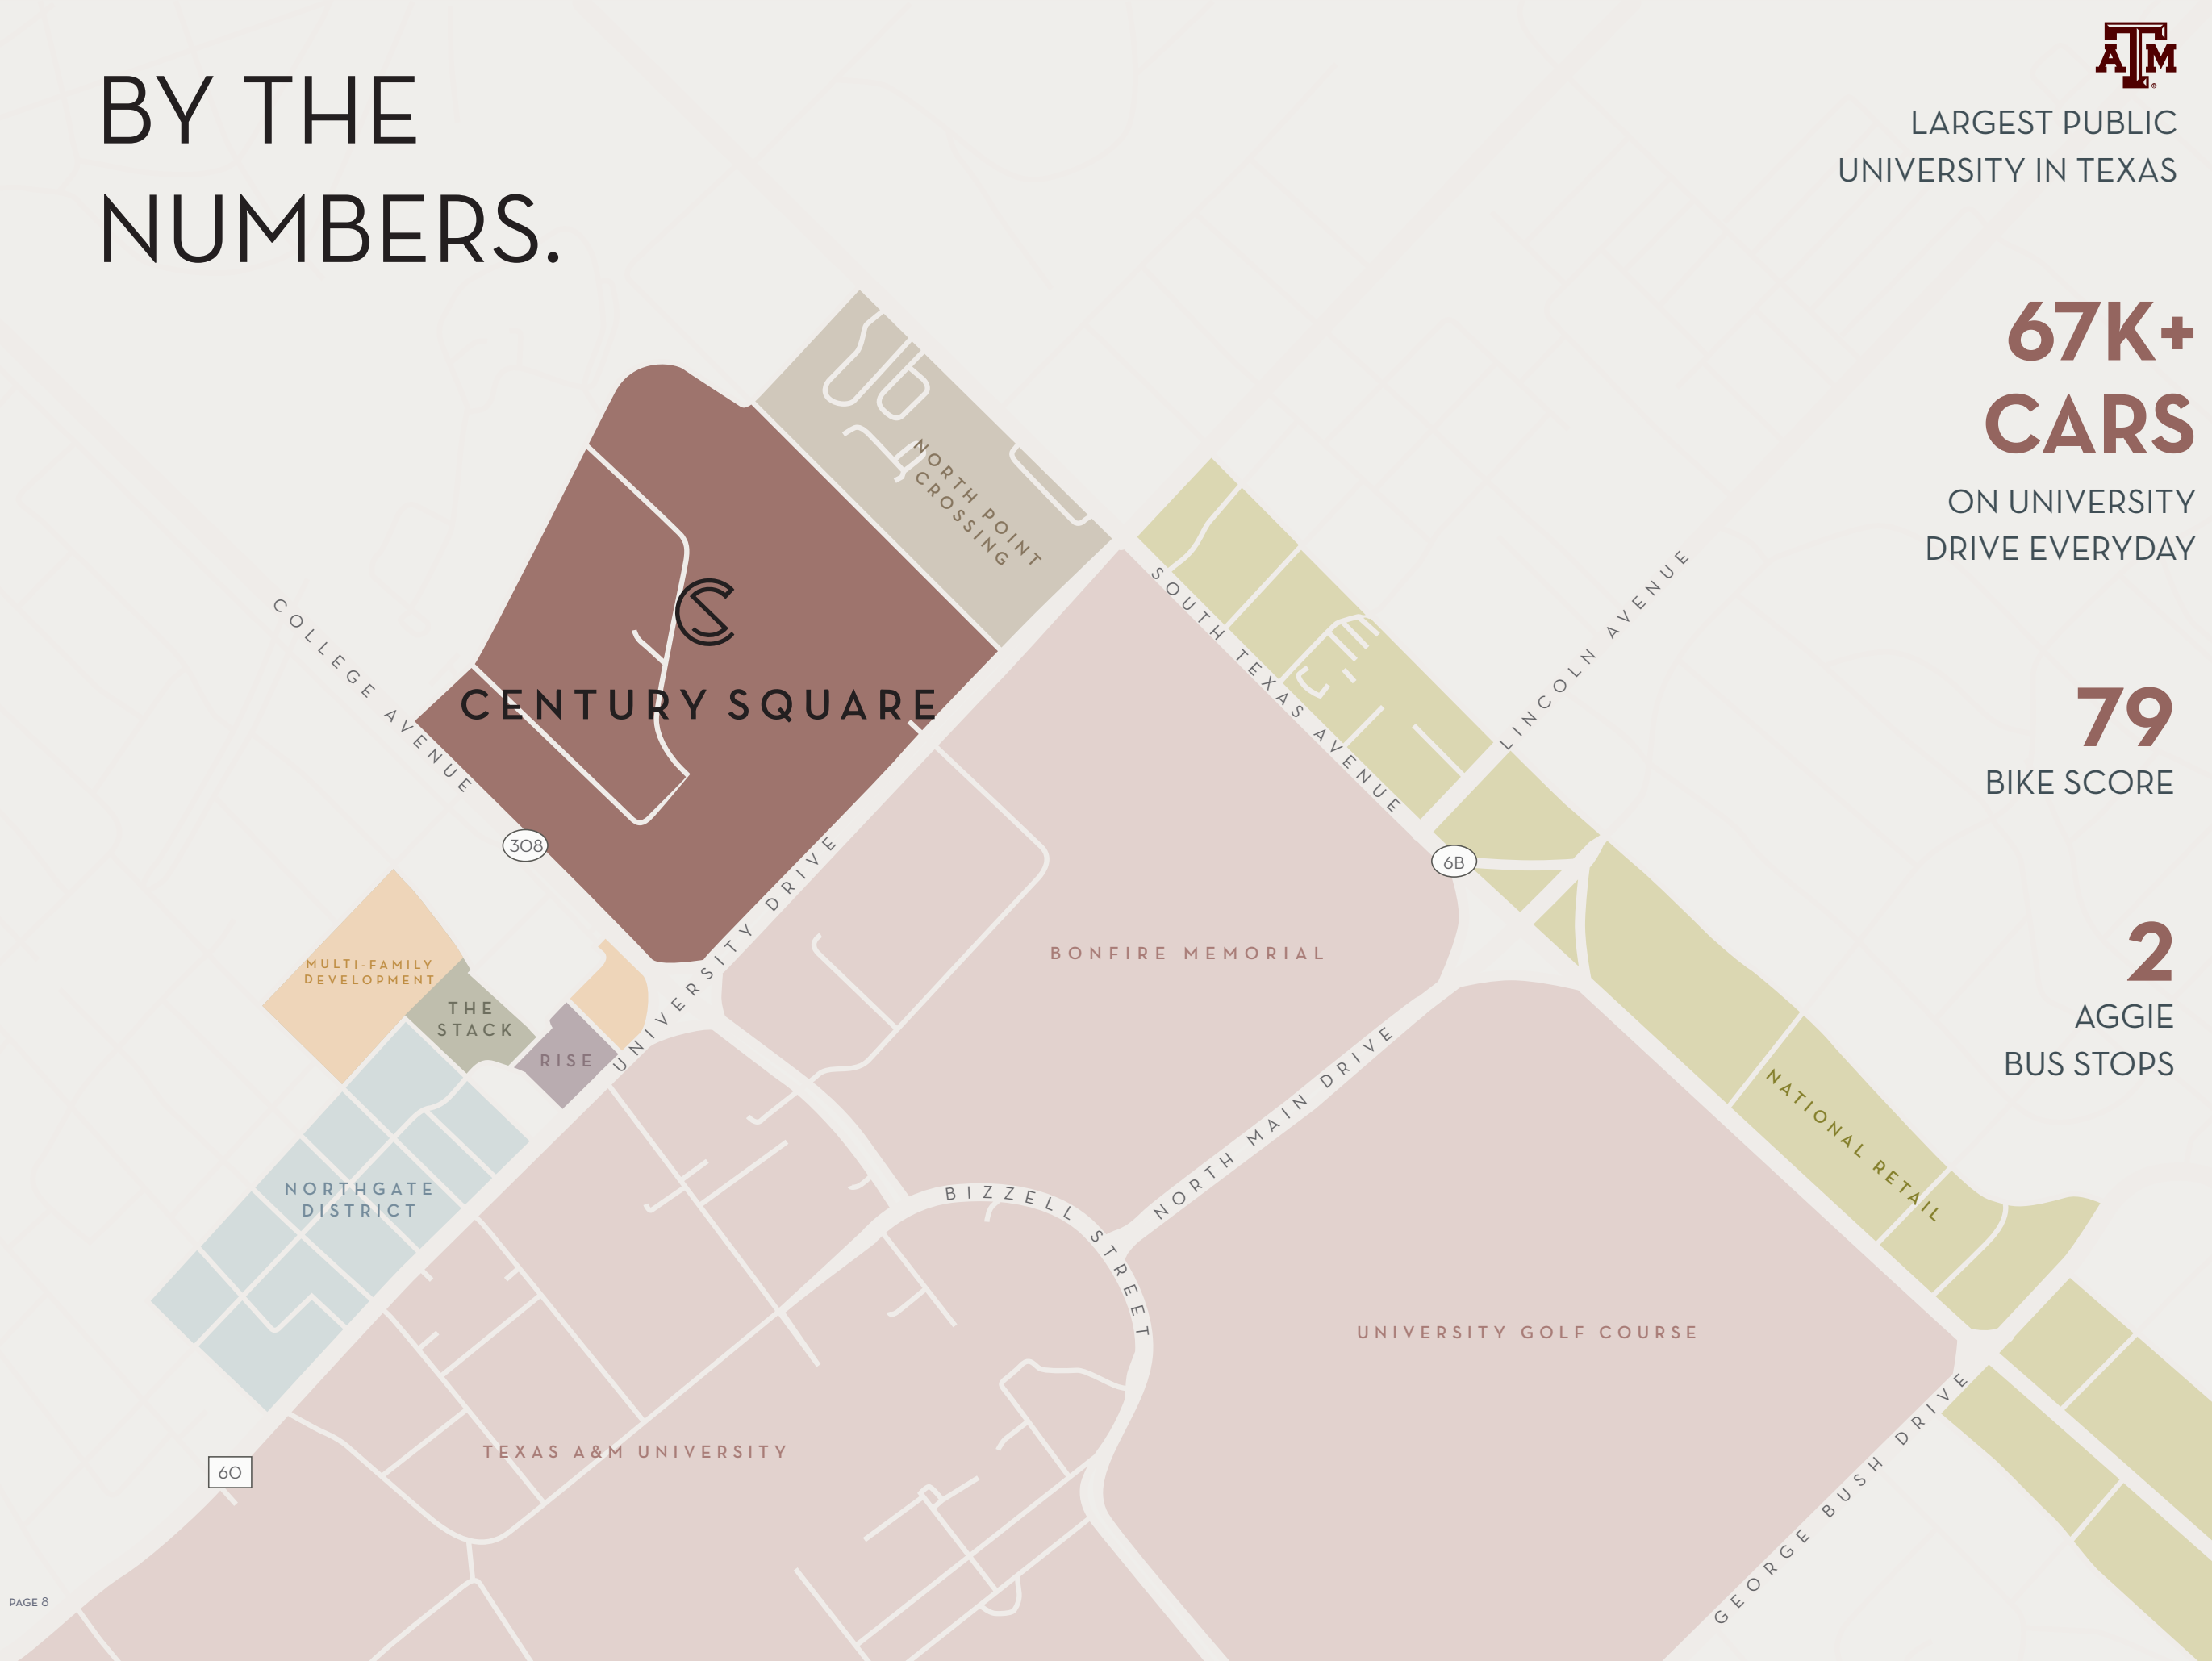 BY THE
NUMBERS.
ATM
LARGEST PUBLIC
UNIVERSITY IN TEXAS
67K+
CARS
ON UNIVERSITY
DRIVE EVERYDAY
79
BIKE SCORE
2
AGGIE
BUS STOPS
NORTH POINT
CROSSING
CENTURY SQUARE
COLLEGE AVENUE
308
SOUTH TEXAS AVENUE
LINCOLN AVENUE
6B
UNIVERSITY DRIVE
BONFIRE MEMORIAL
MULTI-FAMILY
DEVELOPMENT
THE
STACK
RISE
NORTHGATE
DISTRICT
NORTH MAIN DRIVE
BIZZELL STREET
NATIONAL RETAIL
UNIVERSITY GOLF COURSE
GEORGE BUSH DRIVE
TEXAS A&M UNIVERSITY
60
PAGE 8